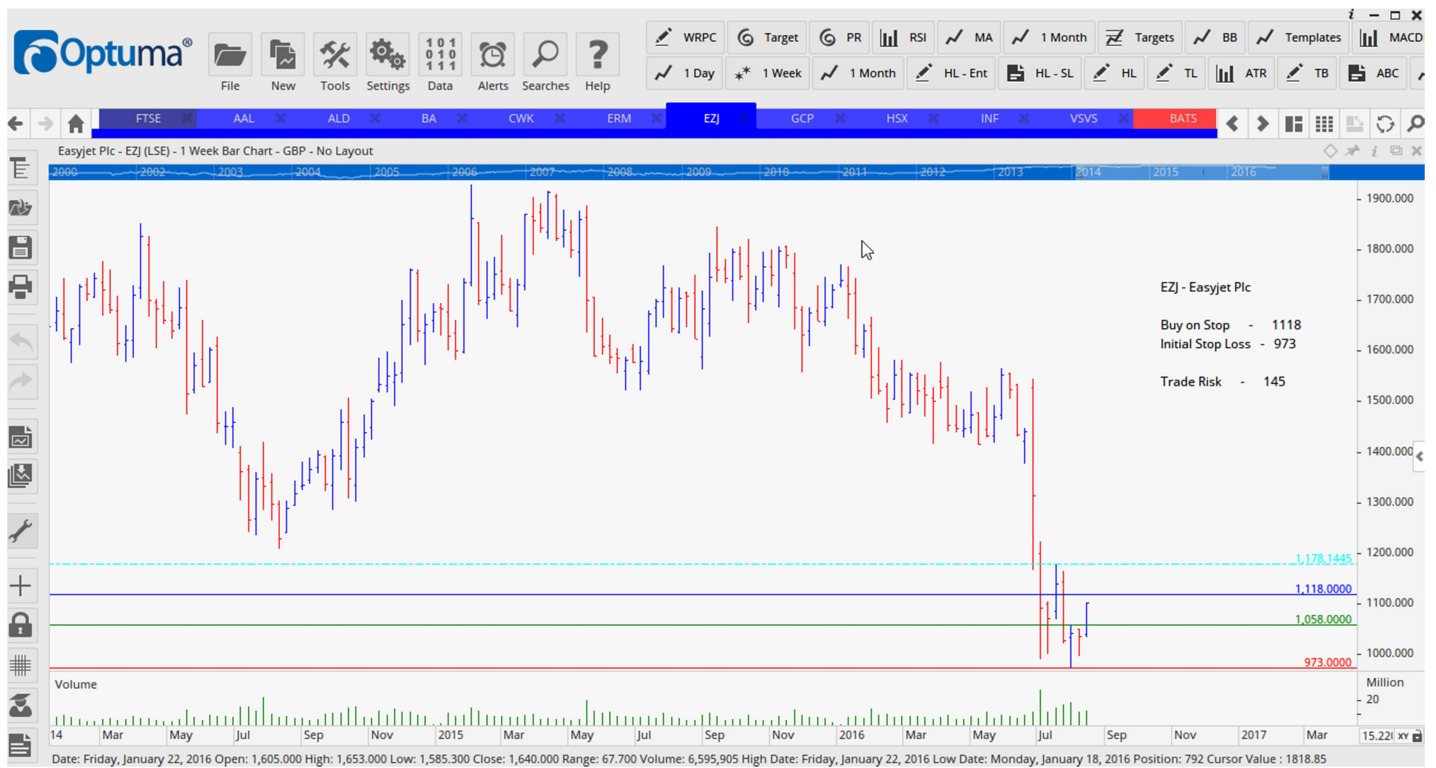 Optuma®
File New Tools Settings Data Alerts Searches Help
101
010
111
WRPC Target PR RSI MA 1 Month Targets BB Templates MACD
1 Day 1 Week 1 Month HL - Ent HL - SL HL TL ATR TB ABC
FTSE AAL ALD BA CWK ERM EZJ GCP HSX INF VSVS BATS
Easyjet Plc - EZJ (LSE) - 1 Week Bar Chart - GBP - No Layout
2000 2002 2003 2004 2005 2006 2007 2008 2009 2010 2011 2012 2013 2014 2015 2016
1900.000
1800.000
EZJ - Easyjet Plc
1700.000
Buy on Stop - 1118
Initial Stop Loss - 973
1600.000
Trade Risk - 145
1500.000
1400.000
1300.000
1200.000
1,178.1445
1,118.0000
1100.000
1,058.0000
1000.000
973.0000
Volume
Million
20
14 Mar May Jul Sep Nov 2015 Mar May Jul Sep Nov 2016 Mar May Jul Sep Nov 2017 Mar 15.22 XY
Date: Friday, January 22, 2016 Open: 1,605.000 High: 1,653.000 Low: 1,585.300 Close: 1,640.000 Range: 67.700 Volume: 6,595,905 High Date: Friday, January 22, 2016 Low Date: Monday, January 18, 2016 Position: 792 Cursor Value : 1818.85